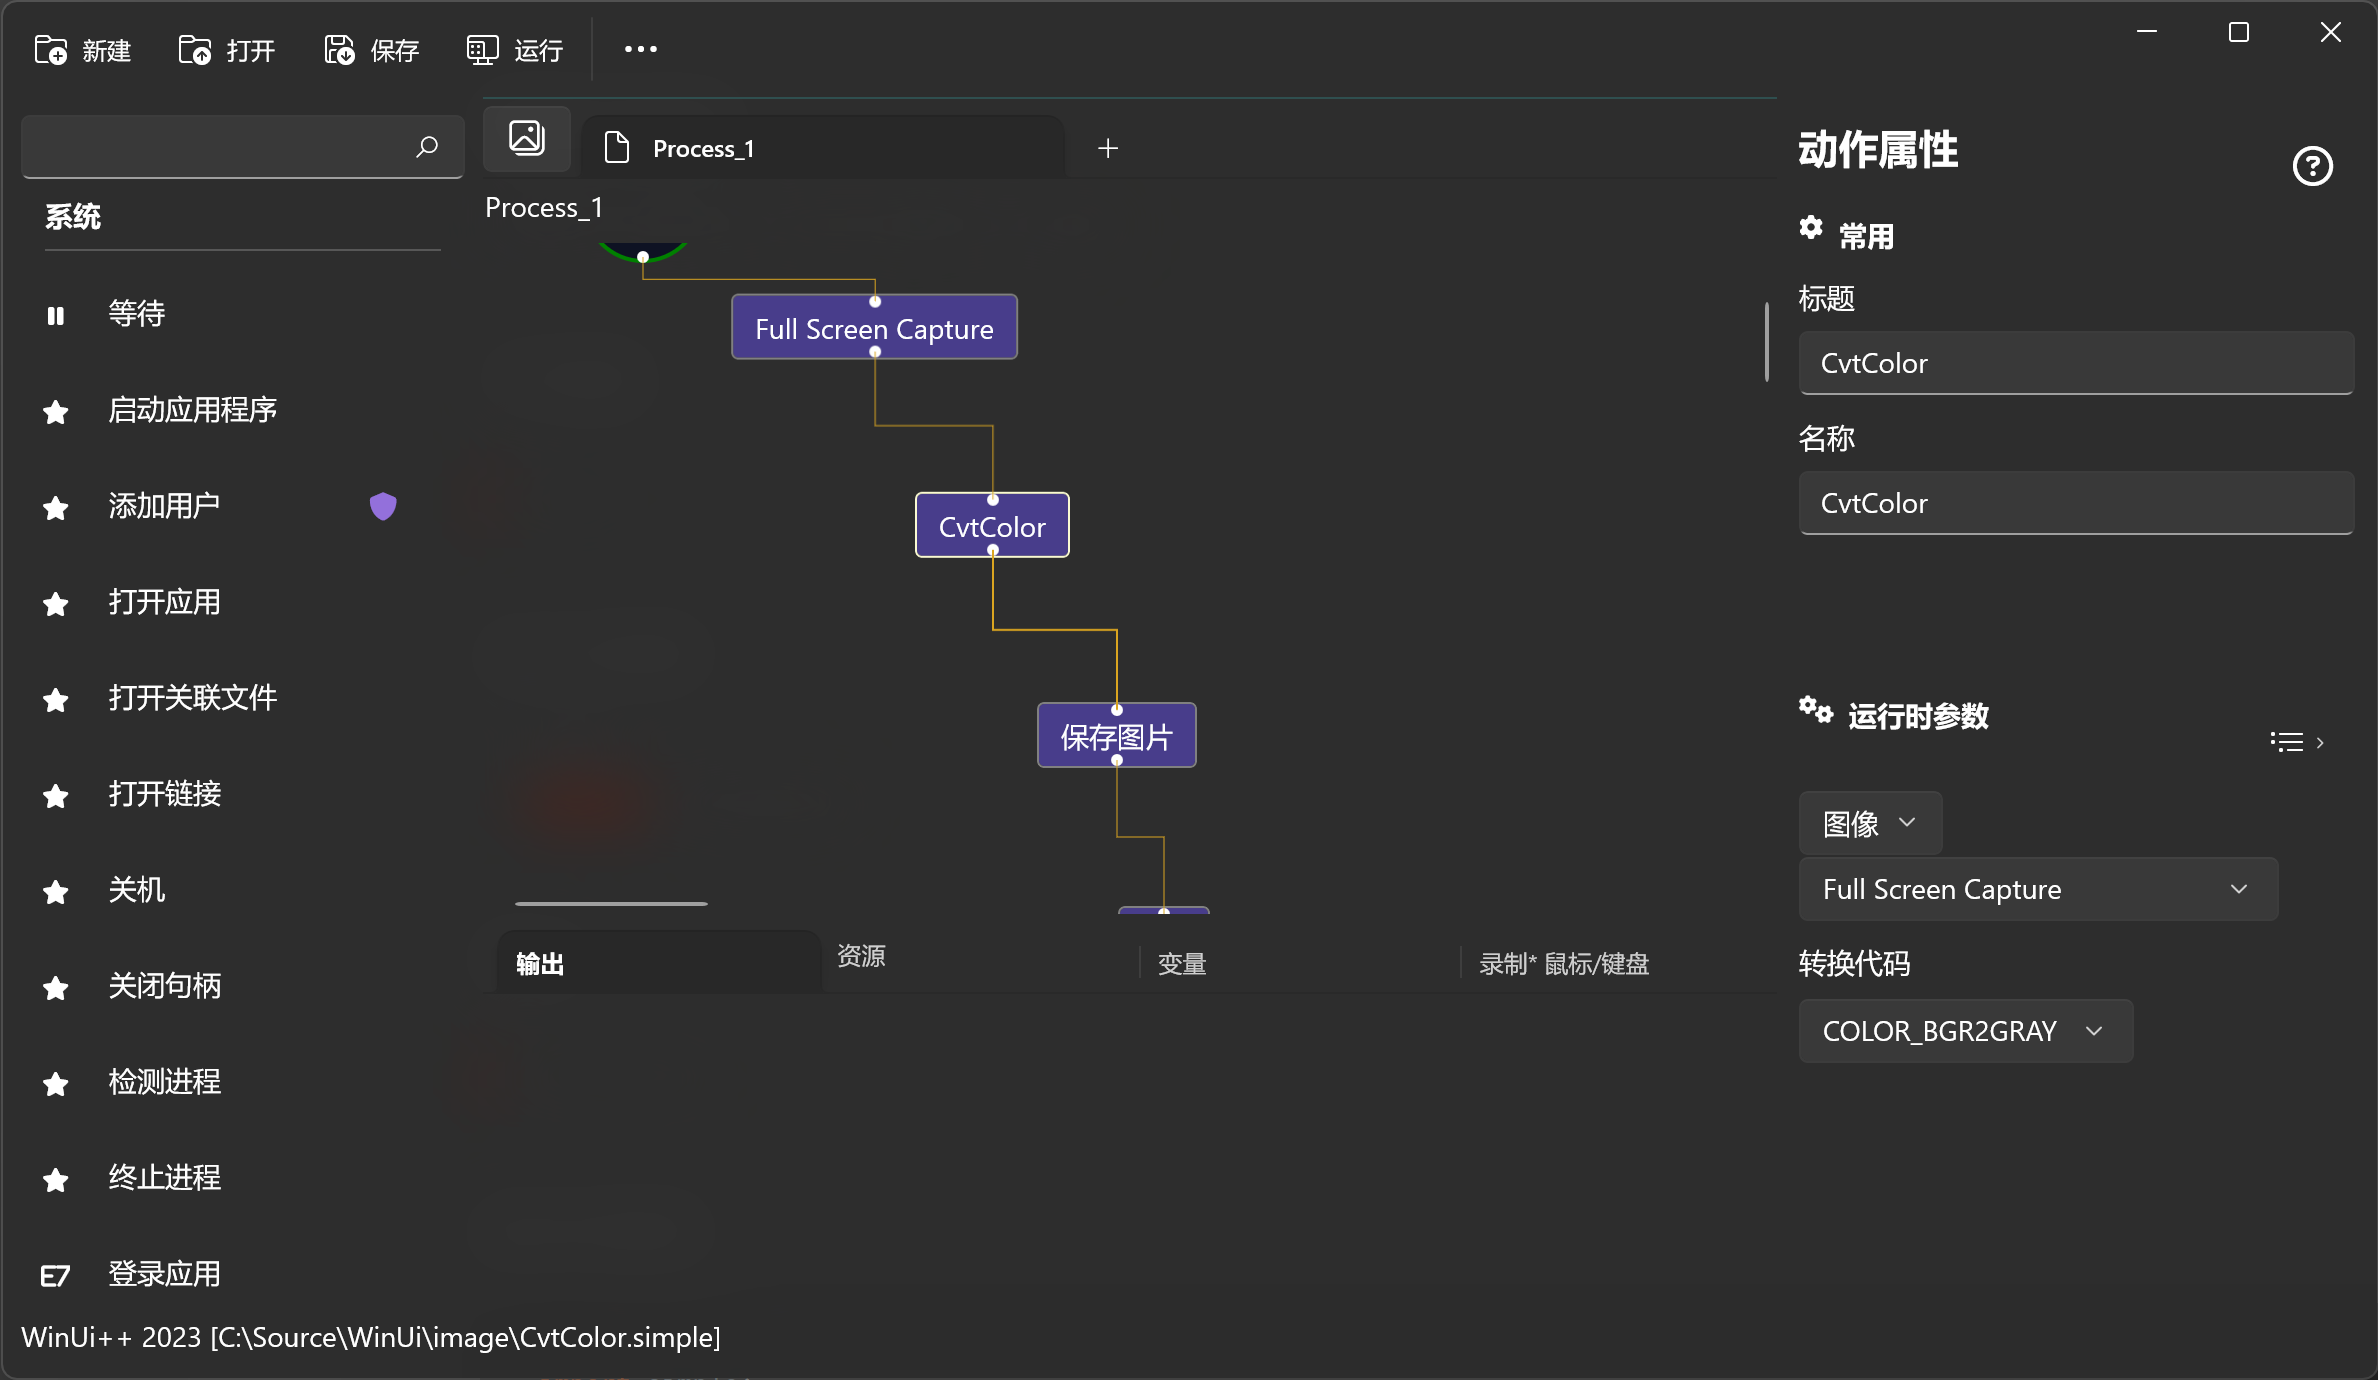 新建
打开
保存
运行
系统
等待
启动应用程序
添加用户
打开应用
打开关联文件
打开链接
关机
关闭句柄
检测进程
终止进程
E7 登录应用
Process_1
Process_1
Full Screen Capture
CvtColor
保存图片
输出
资源
变量
录制* 鼠标/键盘
动作属性
常用
标题
CvtColor
名称
CvtColor
运行时参数
图像
Full Screen Capture
转换代码
COLOR_BGR2GRAY
WinUi++ 2023 [C:\Source\WinUi\image\CvtColor.simple]